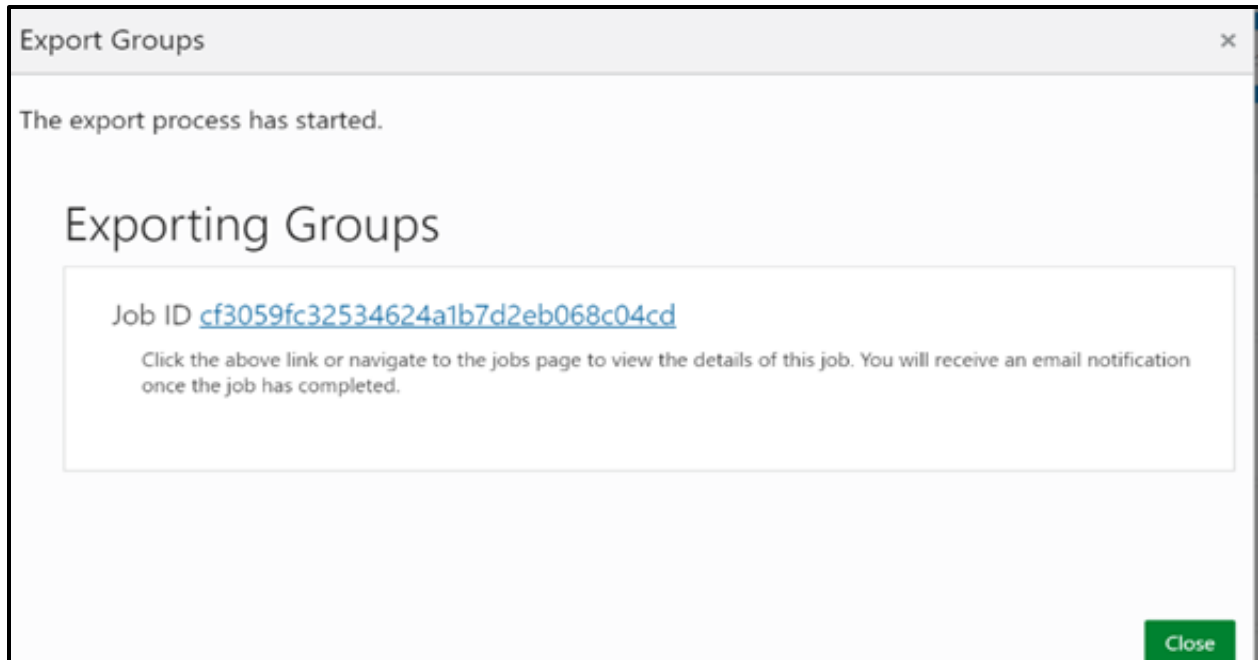 Export Groups ×
The export process has started.
Exporting Groups
Job ID cf3059fc32534624a1b7d2eb068c04cd
Click the above link or navigate to the jobs page to view the details of this job. You will receive an email notification
once the job has completed.
Close